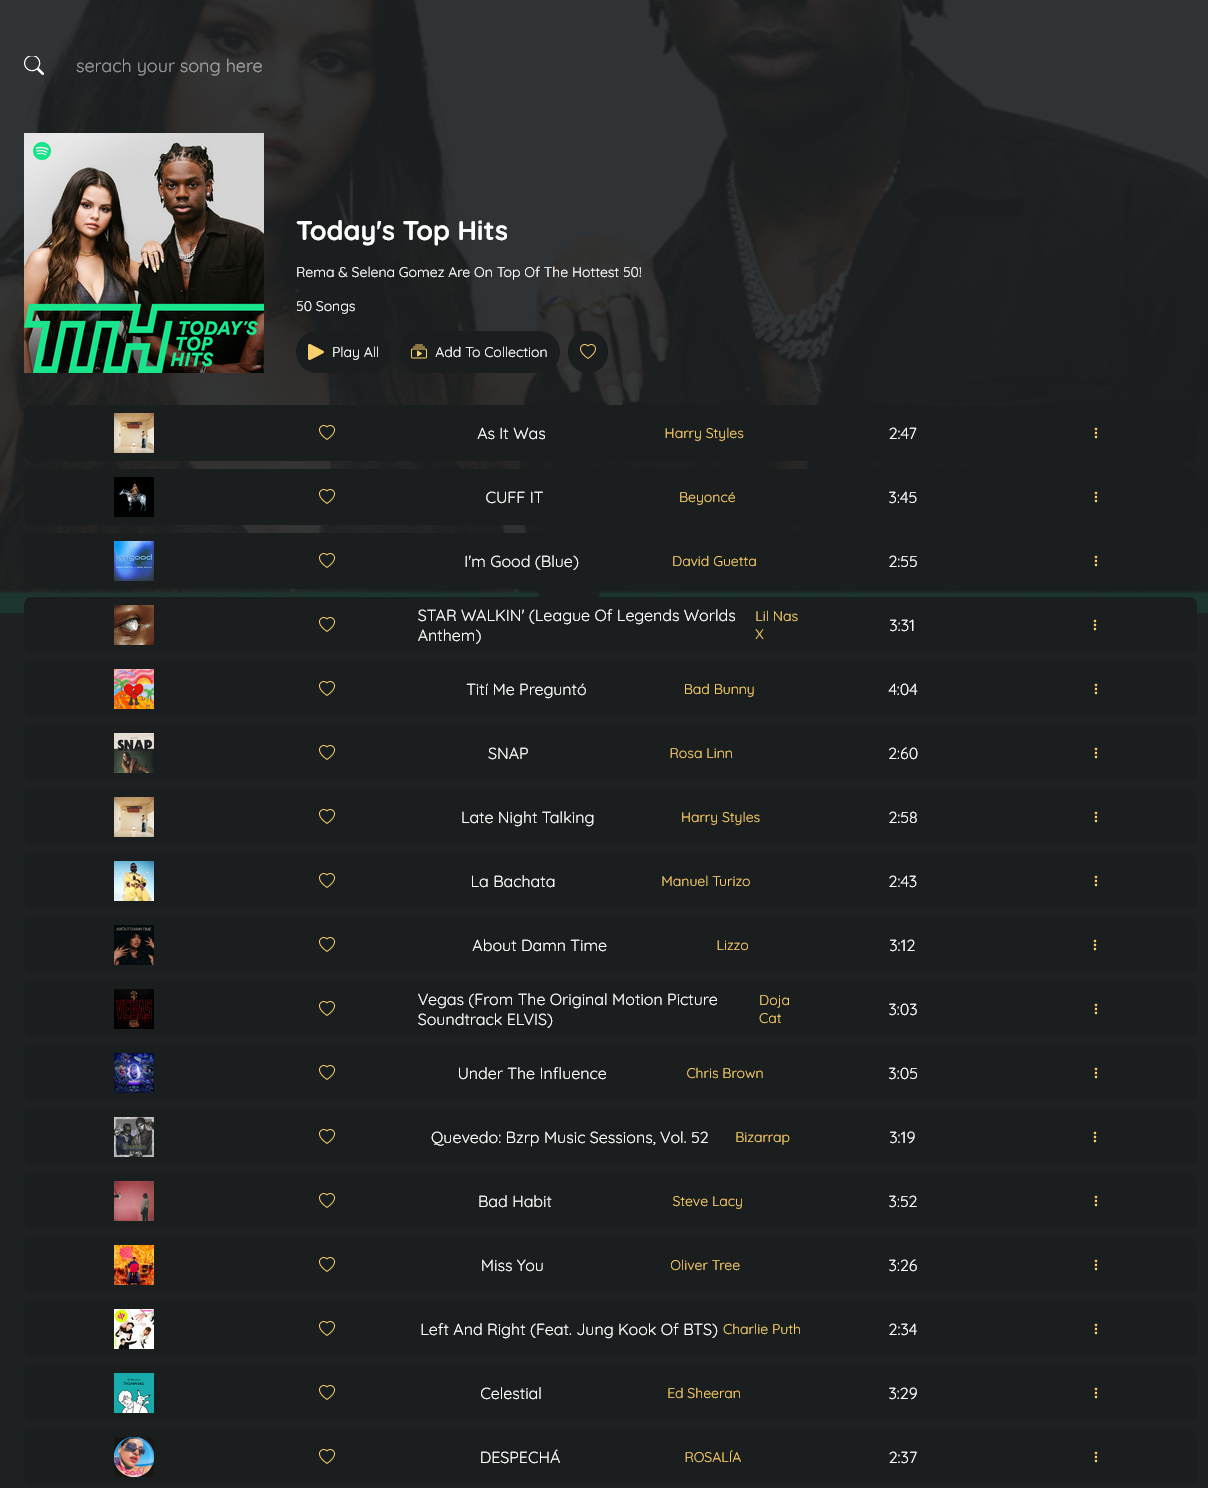 serach your song here
TODAY'S
TOP
HITS
Today's Top Hits
Rema & Selena Gomez Are On Top Of The Hottest 50!
50 Songs
Play All
Add To Collection
As It Was Harry Styles 2:47
CUFF IT Beyoncé 3:45
I'm Good (Blue) David Guetta 2:55
STAR WALKIN' (League Of Legends Worlds
Anthem)
Lil Nas
X
3:31
Tití Me Preguntó Bad Bunny 4:04
SNAP
SNAP Rosa Linn 2:60
Late Night Talking Harry Styles 2:58
La Bachata Manuel Turizo 2:43
ABOUT DAMN TIME
About Damn Time Lizzo 3:12
VEGAS
Vegas (From The Original Motion Picture
Soundtrack ELVIS)
Doja
Cat
3:03
Under The Influence Chris Brown 3:05
Quevedo: Bzrp Music Sessions, Vol. 52 Bizarrap 3:19
Bad Habit Steve Lacy 3:52
Miss You Oliver Tree 3:26
Left And Right (Feat. Jung Kook Of BTS) Charlie Puth 2:34
Celestial
Celestial Ed Sheeran 3:29
DESPECHÁ ROSALÍA 2:37